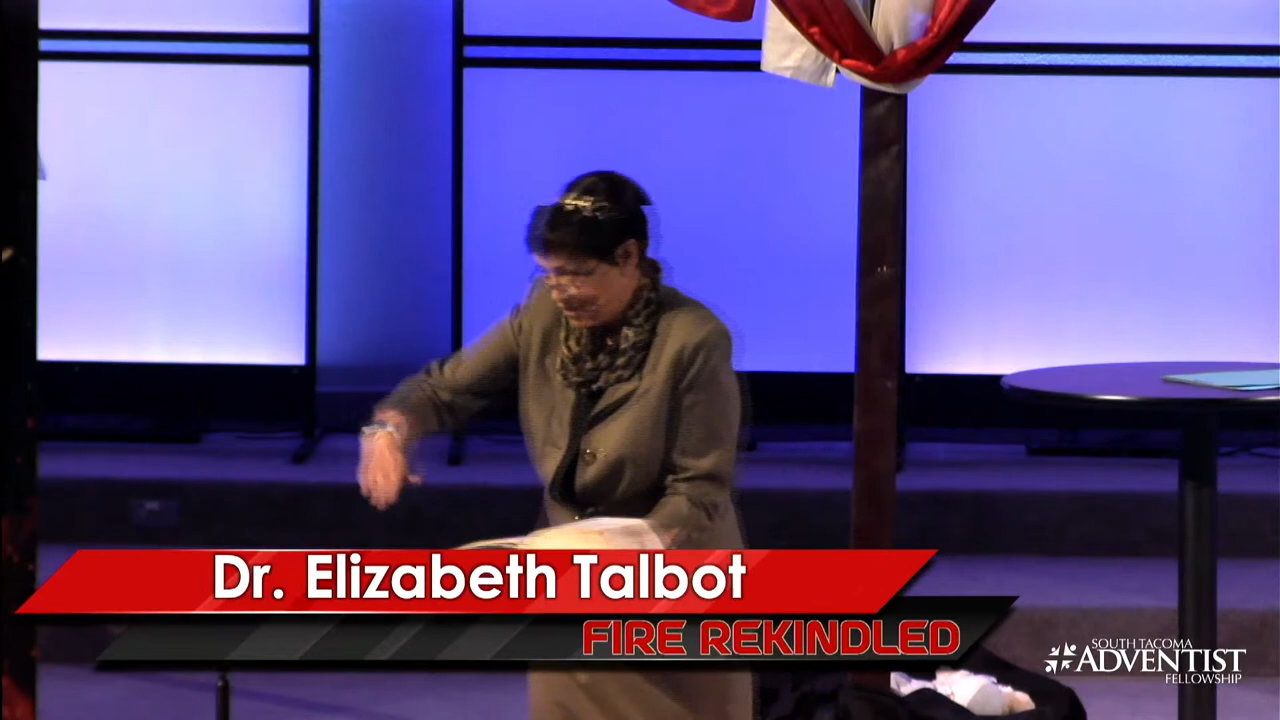 Dr. Elizabeth Talbot
FIRE REKINDLED
SOUTH TACOMA
ADVENTIST
FELLOWSHIP